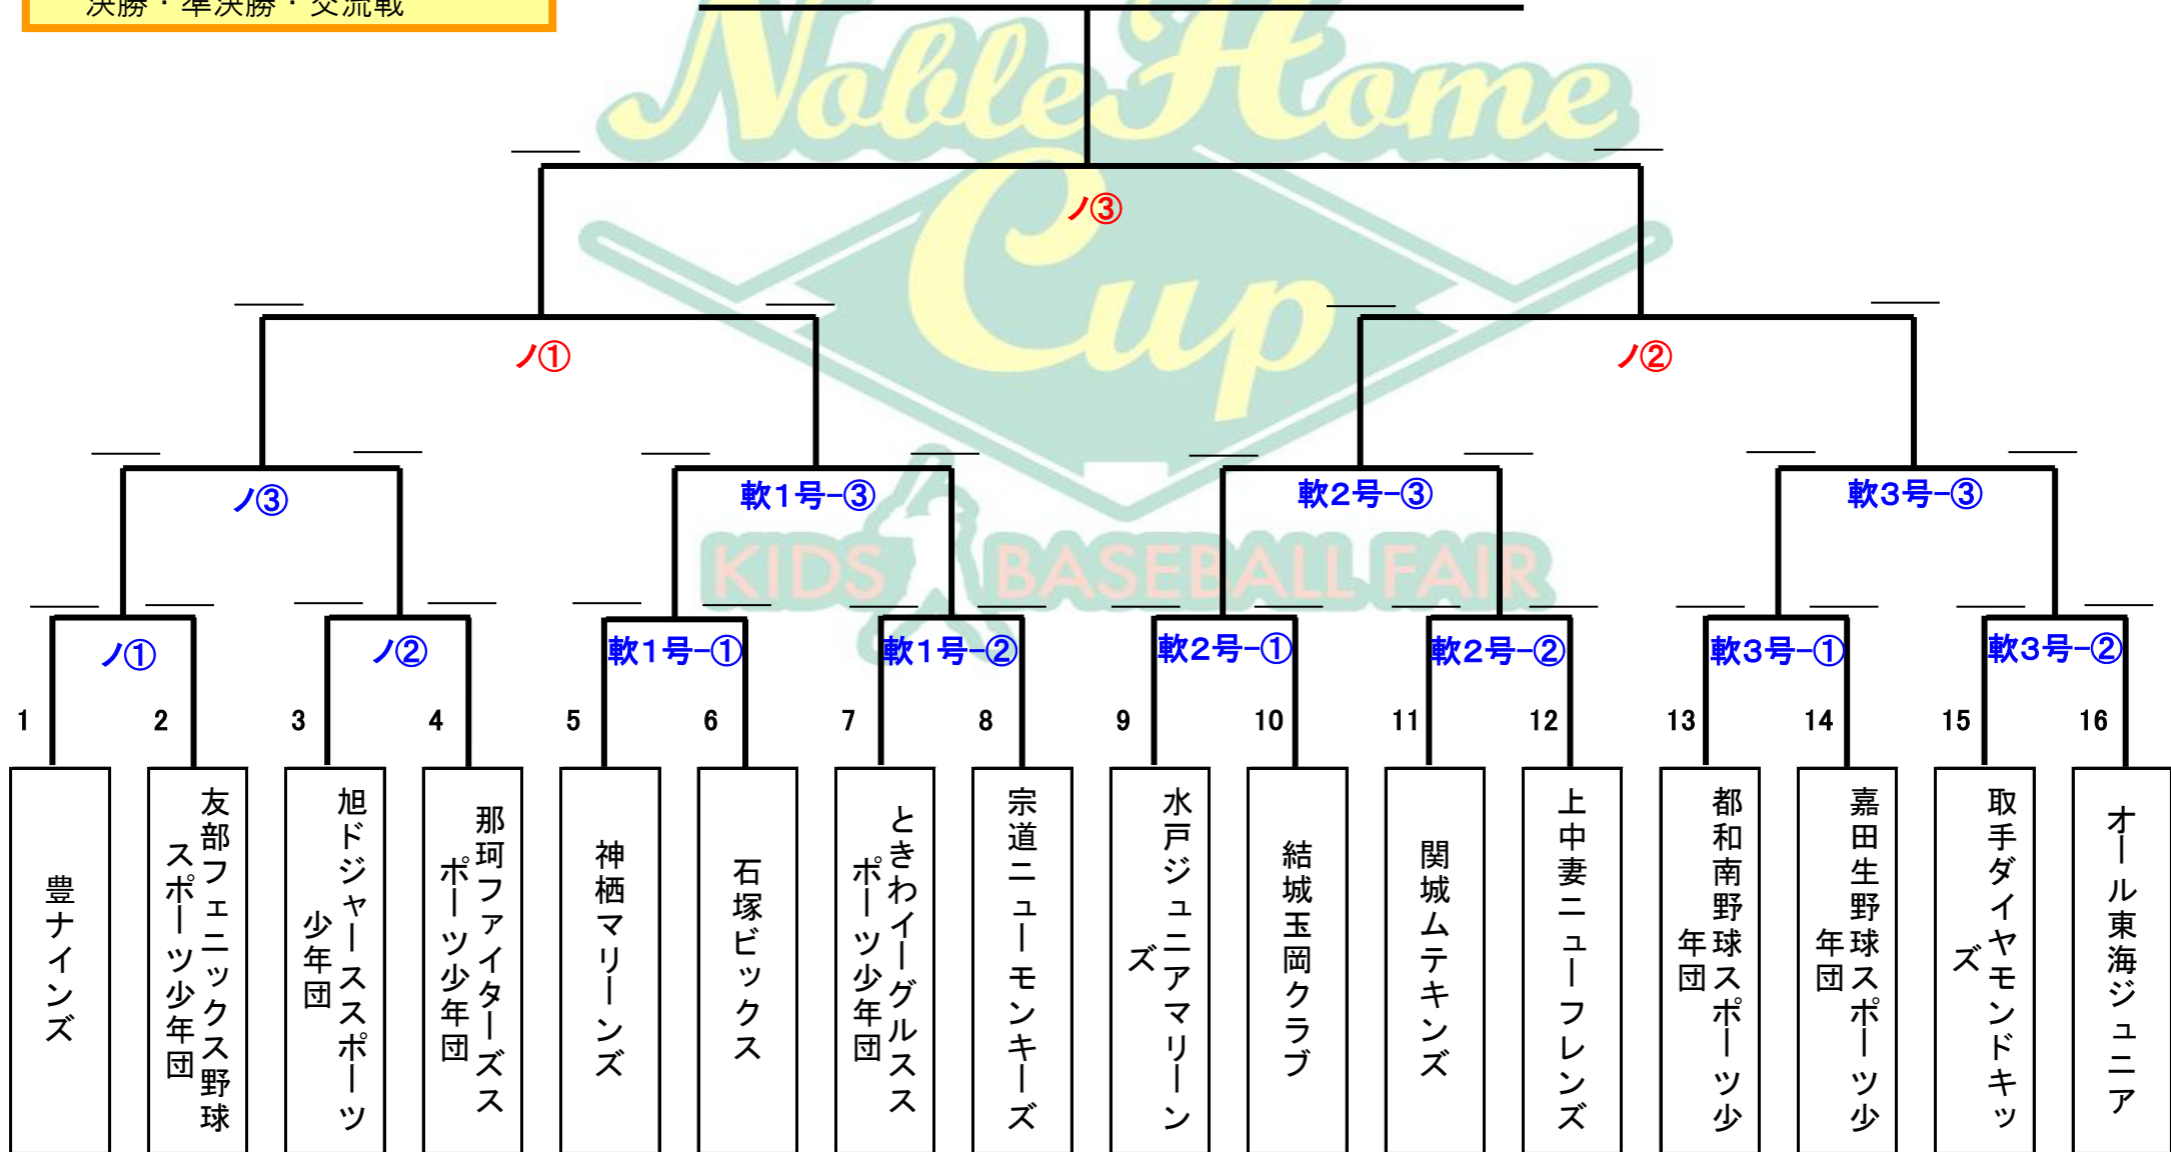 決勝・準決勝・交流戦
Noble Home
Cup
KIDS BASEBALL FAIR
ノ③
ノ①
ノ②
ノ③
軟1号-③
軟2号-③
軟3号-③
ノ①
ノ②
軟1号-①
軟1号-②
軟2号-①
軟2号-②
軟3号-①
軟3号-②
1
2
3
4
5
6
7
8
9
10
11
12
13
14
15
16
豊ナインズ
友部フェニックス野球
スポーツ少年団
旭ドジャーススポーツ
少年団
那珂ファイターズス
ポーツ少年団
神栖マリーンズ
石塚ビックス
ときわイーグルスス
ポーツ少年団
宗道ニューモンキーズ
水戸ジュニアマリーン
ズ
結城玉岡クラブ
関城ムテキンズ
上中妻ニューフレンズ
都和南野球スポーツ少
年団
嘉田生野球スポーツ少
年団
取手ダイヤモンドキッ
ズ
オール東海ジュニア